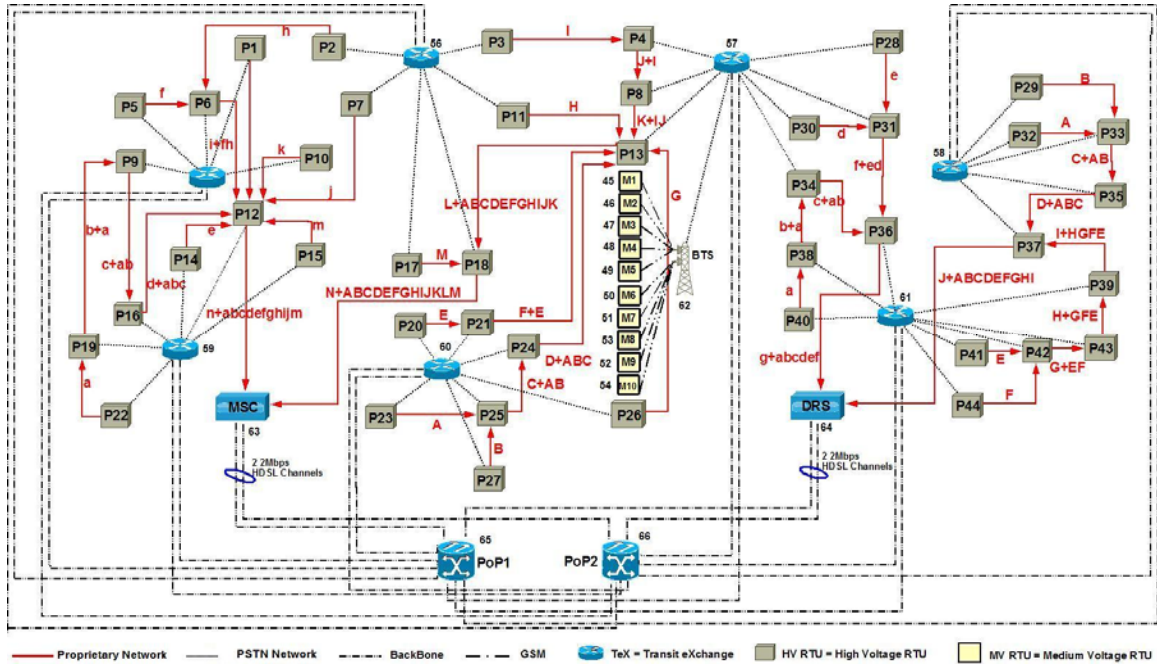 h
P1
P2
56
P3
I
P4
57
P28
J+I
P5
f
P6
P7
P8
e
P29
B
P11
H
K+IJ
P30
d
P31
P32
A
P33
i+fh
k
P9
P10
j
P13
58
C+AB
L+ABCDEFGHIJK
G
f+ed
P34
c+ab
P35
D+ABC
45
M1
46
M2
47
M3
48
M4
49
M5
50
M6
51
M7
53
M8
52
M9
54
M10
BTS
62
b+a
P12
e
m
c+ab
d+abc
P14
P15
P17
M
P18
b+a
P36
P37
I+HGFE
P38
J+ABCDEFGHI
P39
n+abcdefghijm
N+ABCDEFGHIJKLM
P16
a
P40
61
H+GFE
P19
59
P20
E
P21
F+E
60
P24
D+ABC
g+abcdef
P41
E
P42
G+EF
P43
a
C+AB
P22
MSC
63
P23
A
P25
P26
DRS
64
P44
F
B
P27
2 2Mbps
HDSL Channels
2 2Mbps
HDSL Channels
65
PoP1
66
PoP2
Proprietary Network
PSTN Network
BackBone
GSM
TeX = Transit eXchange
HV RTU = High Voltage RTU
MV RTU = Medium Voltage RTU